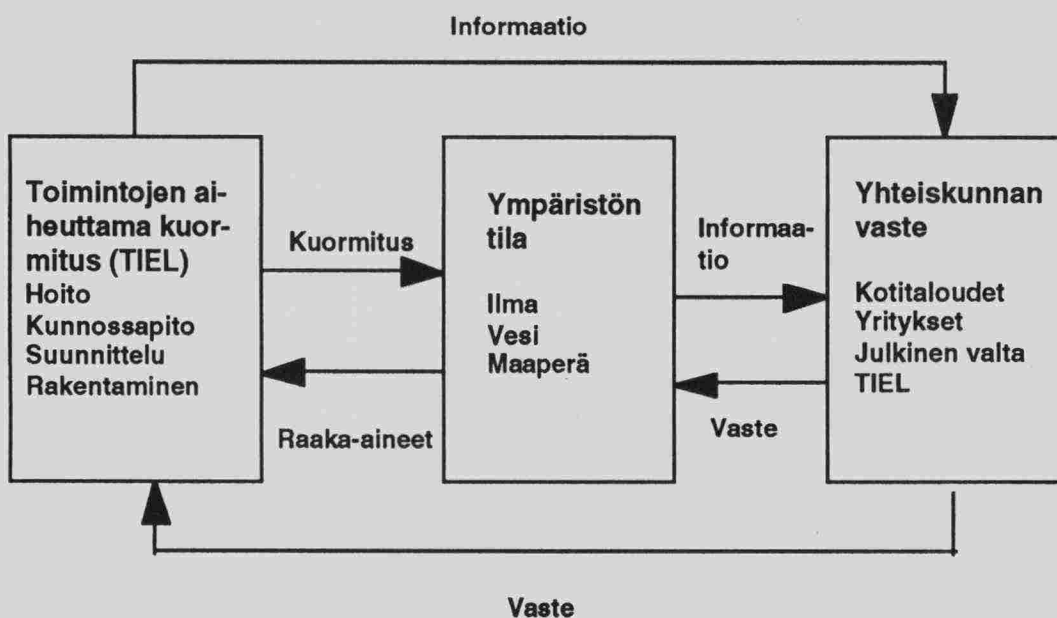 Informaatio
Toimintojen ai-
heuttama kuor-
mitus (TIEL)
Hoito
Kunnossapito
Suunnittelu
Rakentaminen
Kuormitus
Raaka-aineet
Ympäristön
tila
Ilma
Vesi
Maaperä
Informaa-
tio
Vaste
Yhteiskunnan
vaste
Kotitaloudet
Yritykset
Julkinen valta
TIEL
Vaste